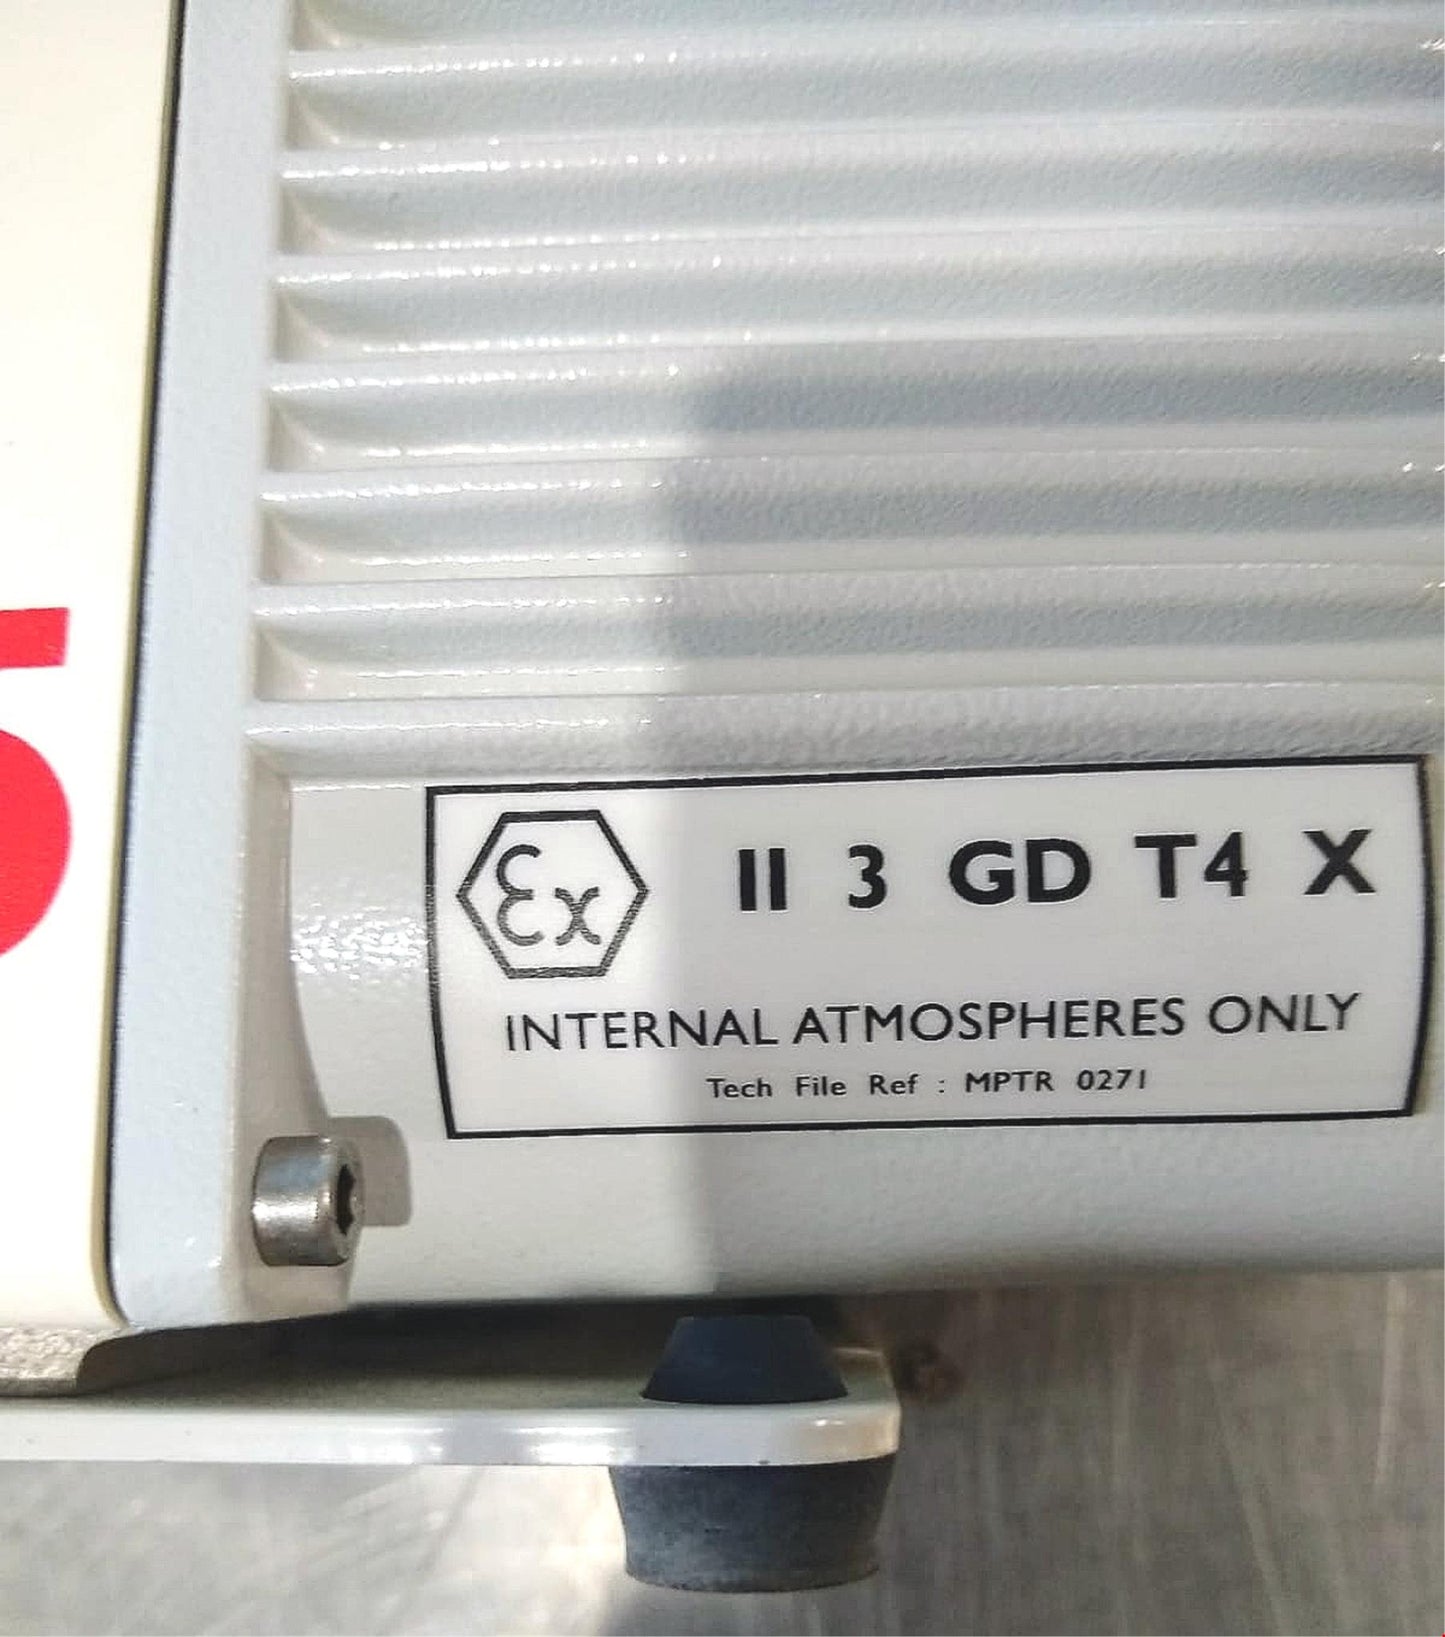 Ex II 3 GD T4 X
INTERNAL ATMOSPHERES ONLY
Tech File Ref : MPTR 0271